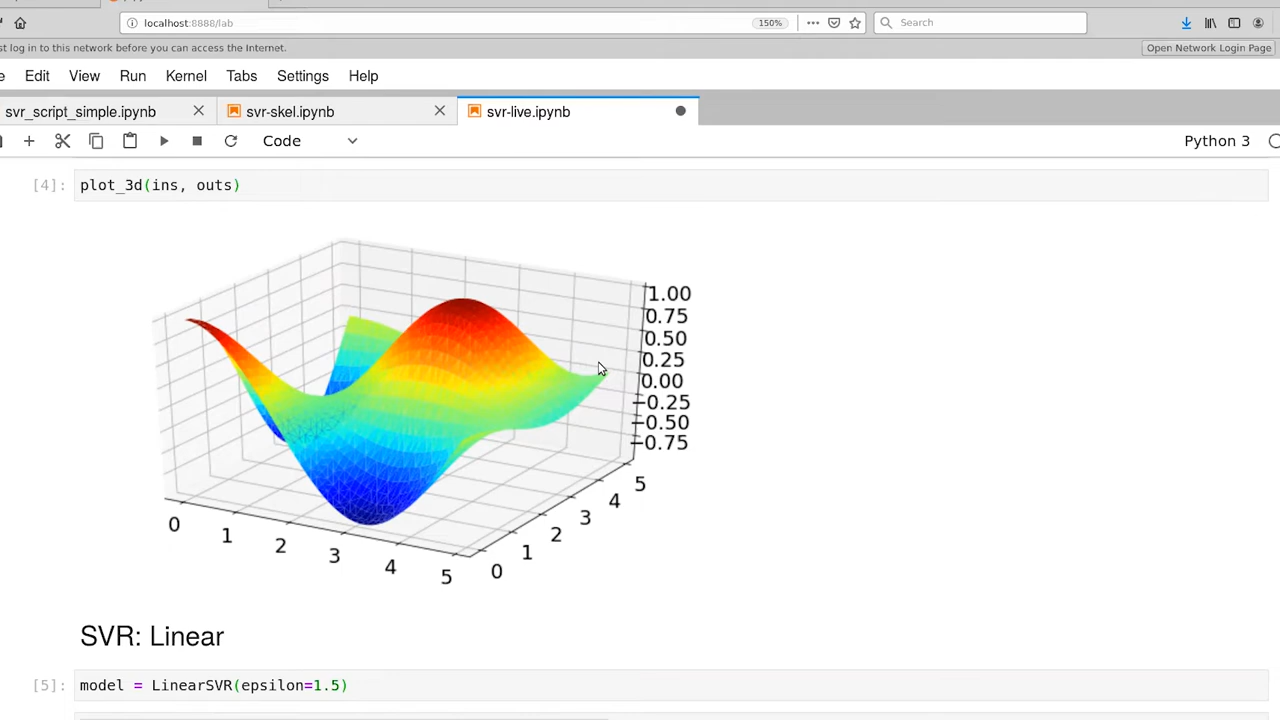 localhost:8888/lab
150%
Search
st log in to this network before you can access the Internet.
Open Network Login Page
e Edit View Run Kernel Tabs Settings Help
svr_script_simple.ipynb
svr-skel.ipynb
svr-live.ipynb
Code
Python 3
[4]: plot_3d(ins, outs)
1.00
0.75
0.50
0.25
0.00
−0.25
−0.50
−0.75
0 1 2 3 4 5
0 1 2 3 4 5
SVR: Linear
[5]: model = LinearSVR(epsilon=1.5)